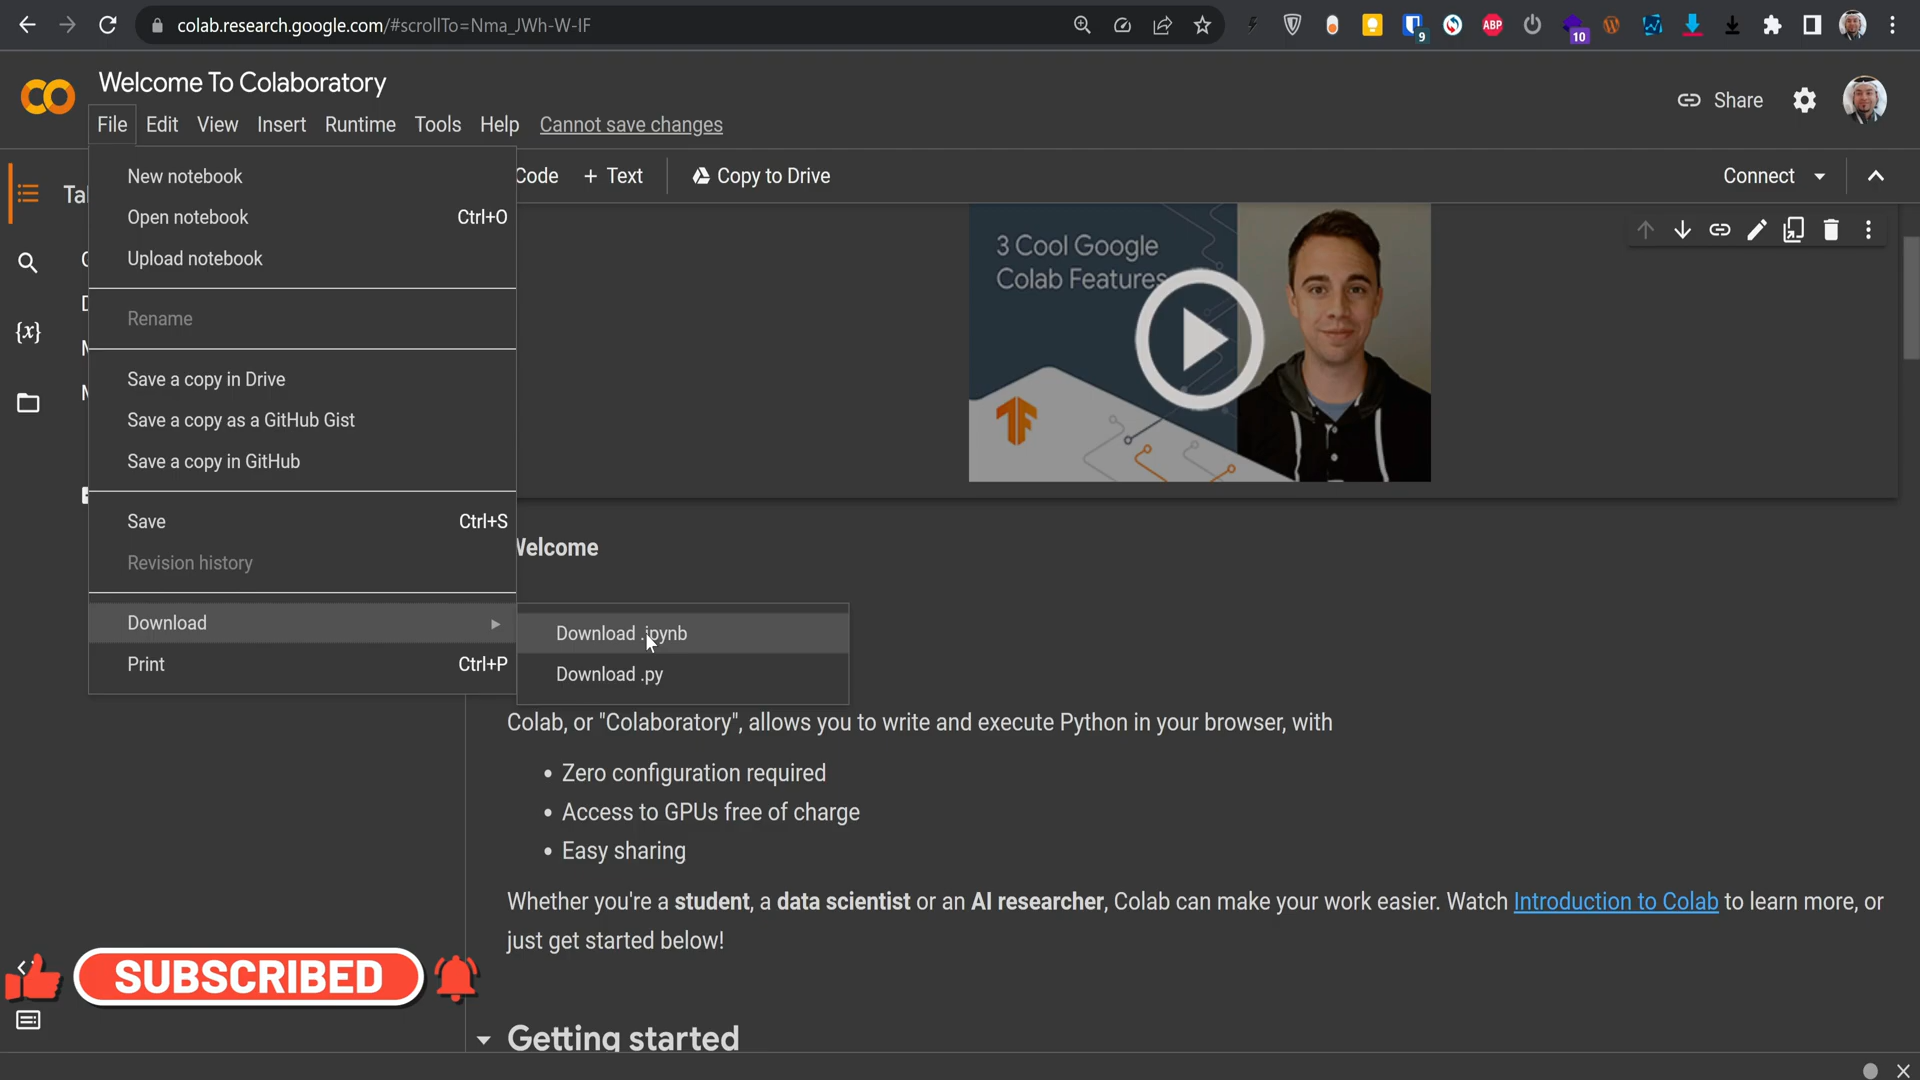 colab.research.google.com/#scrollTo=Nma_JWh-W-IF
9
ABP
10
Welcome To Colaboratory
File Edit View Insert Runtime Tools Help Cannot save changes
Share
Code + Text Copy to Drive
Connect
New notebook
Open notebook Ctrl+O
Upload notebook
Rename
Save a copy in Drive
Save a copy as a GitHub Gist
Save a copy in GitHub
Save Ctrl+S
Revision history
Download
Print Ctrl+P
Download .ipynb
Download .py
{x}
3 Cool Google
Colab Features
Welcome
Colab, or "Colaboratory", allows you to write and execute Python in your browser, with
• Zero configuration required
• Access to GPUs free of charge
• Easy sharing
Whether you're a student, a data scientist or an AI researcher, Colab can make your work easier. Watch Introduction to Colab to learn more, or
just get started below!
SUBSCRIBED
Getting started